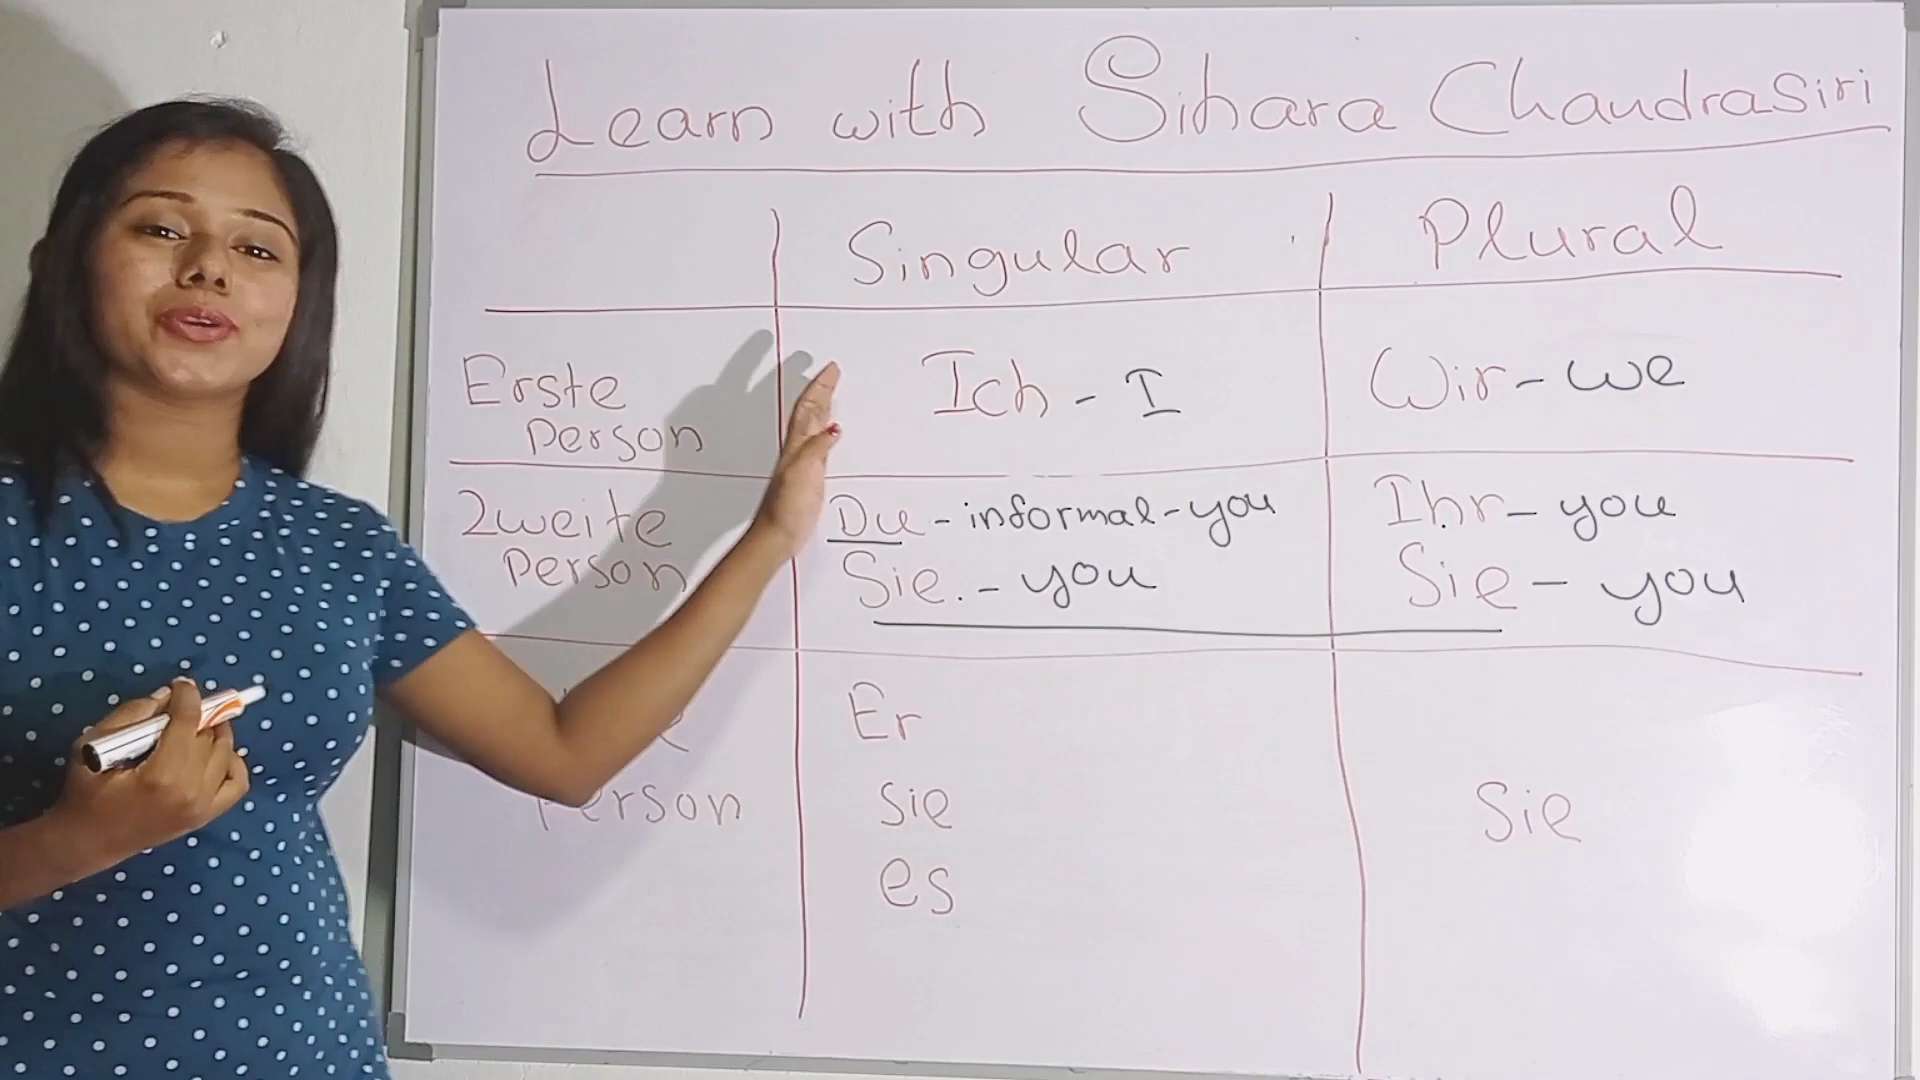 Learn with Sihara Chandrasiri
Singular Plural
Erste Person Ich - I Wir - we
Zweite Person Du - informal - you Ihr - you
Sie. - you Sie - you
Er
Person sie Sie
es